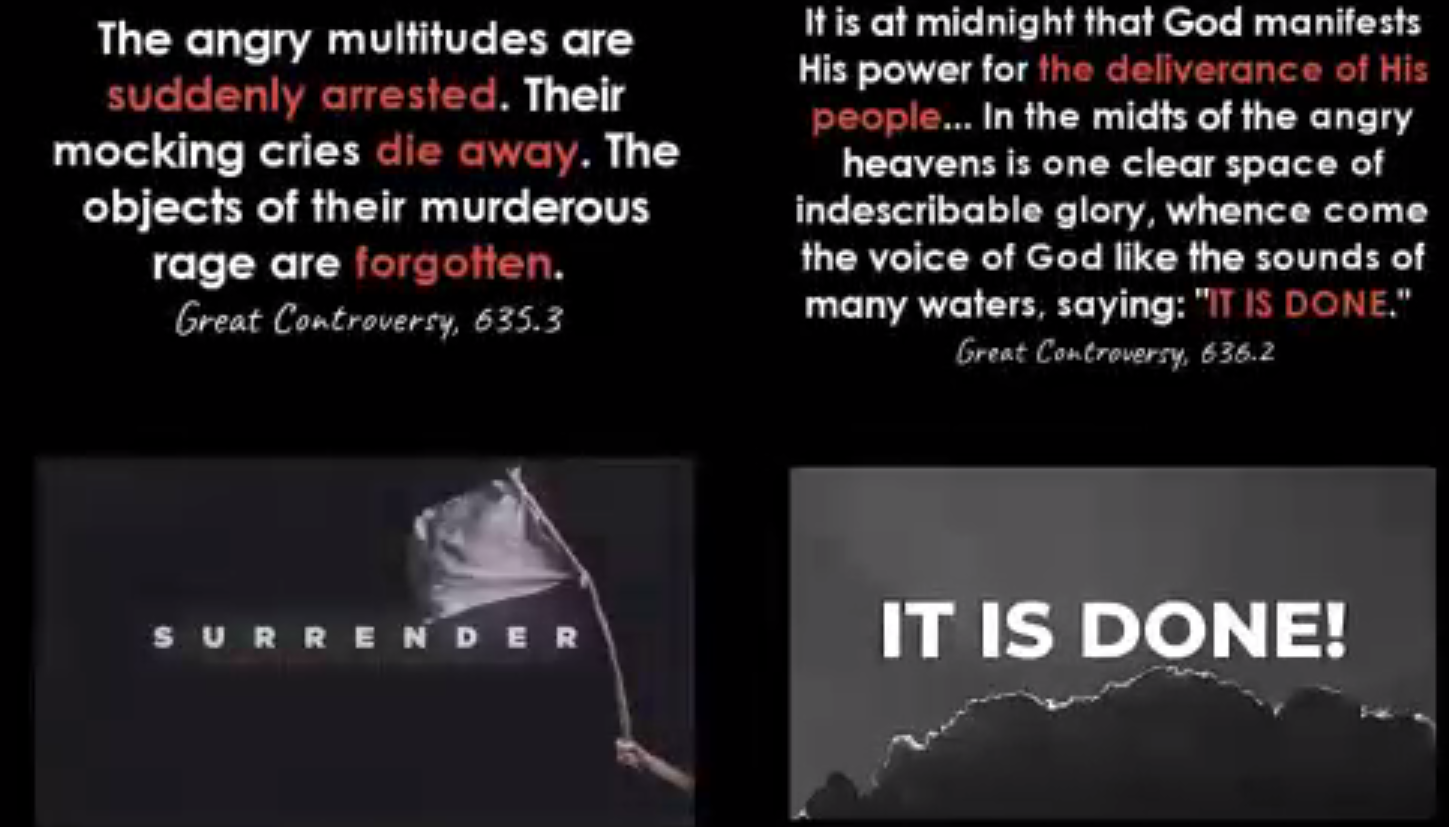 The angry multitudes are
suddenly arrested. Their
mocking cries die away. The
objects of their murderous
rage are forgotten.
Great Controversy, 635.3
It is at midnight that God manifests
His power for the deliverance of His
people... In the midts of the angry
heavens is one clear space of
indescribable glory, whence come
the voice of God like the sounds of
many waters, saying: "IT IS DONE."
Great Controversy, 636.2
SURRENDER
IT IS DONE!